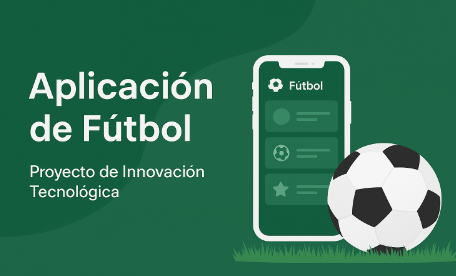 Aplicación
de Fútbol
Proyecto de Innovación
Tecnológica
Fútbol